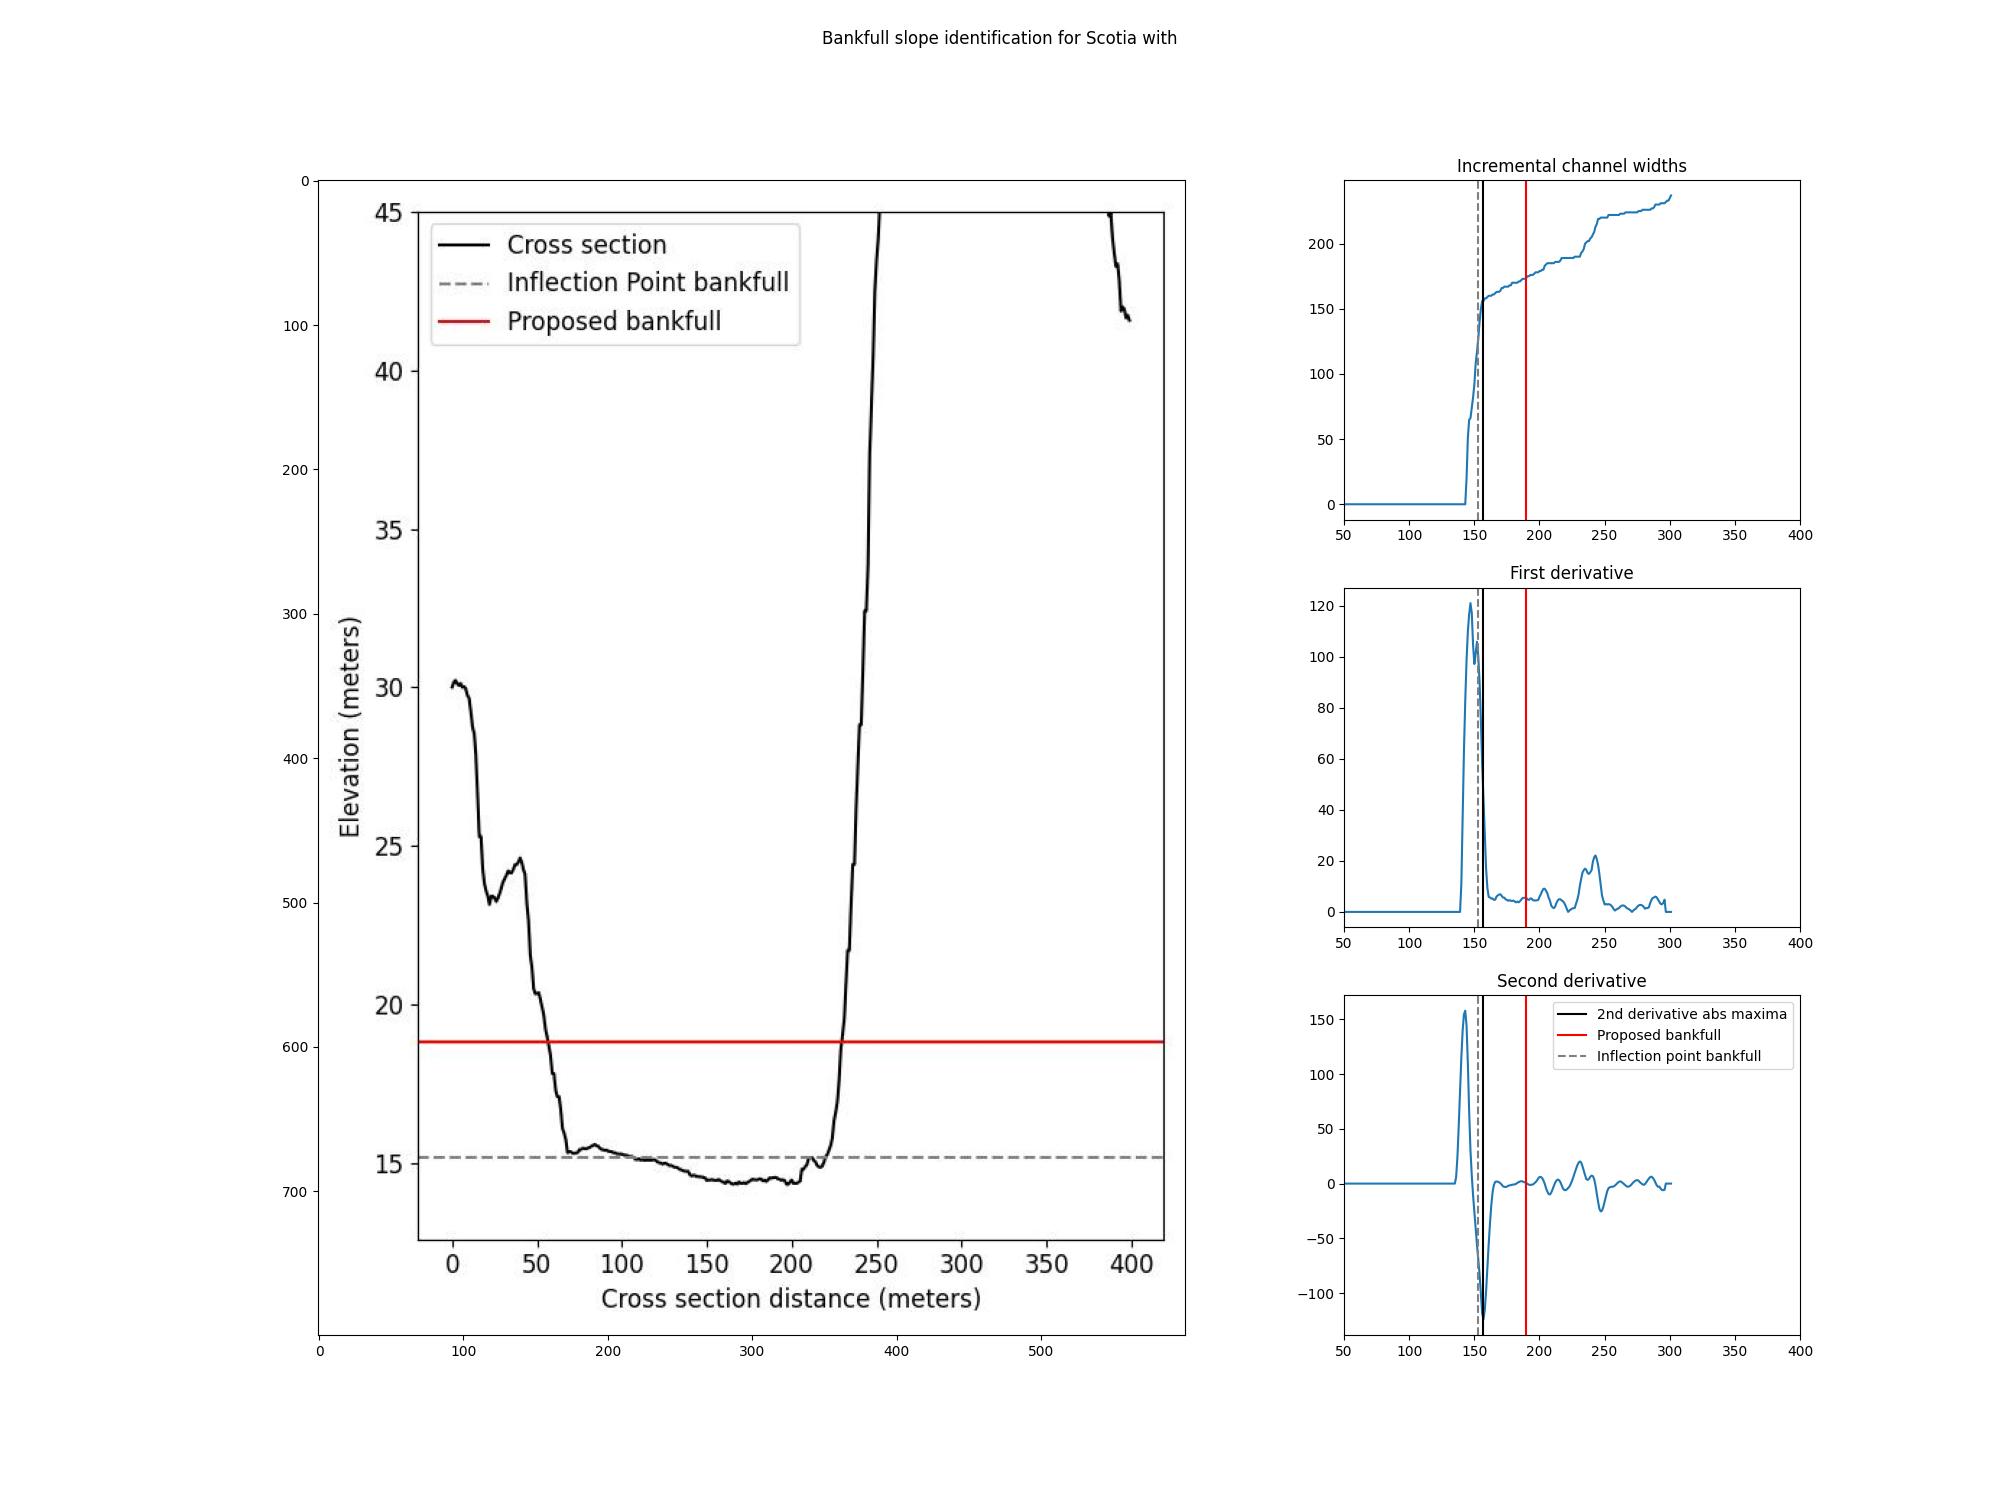 Bankfull slope identification for Scotia with
0
100
200
300
400
500
600
700
0 100 200 300 400 500
45
40
35
30
25
20
15
Elevation (meters)
Cross section
Inflection Point bankfull
Proposed bankfull
0 50 100 150 200 250 300 350 400
Cross section distance (meters)
Incremental channel widths
200
150
100
50
0
50 100 150 200 250 300 350 400
First derivative
120
100
80
60
40
20
0
50 100 150 200 250 300 350 400
Second derivative
150
100
50
0
−50
−100
2nd derivative abs maxima
Proposed bankfull
Inflection point bankfull
50 100 150 200 250 300 350 400